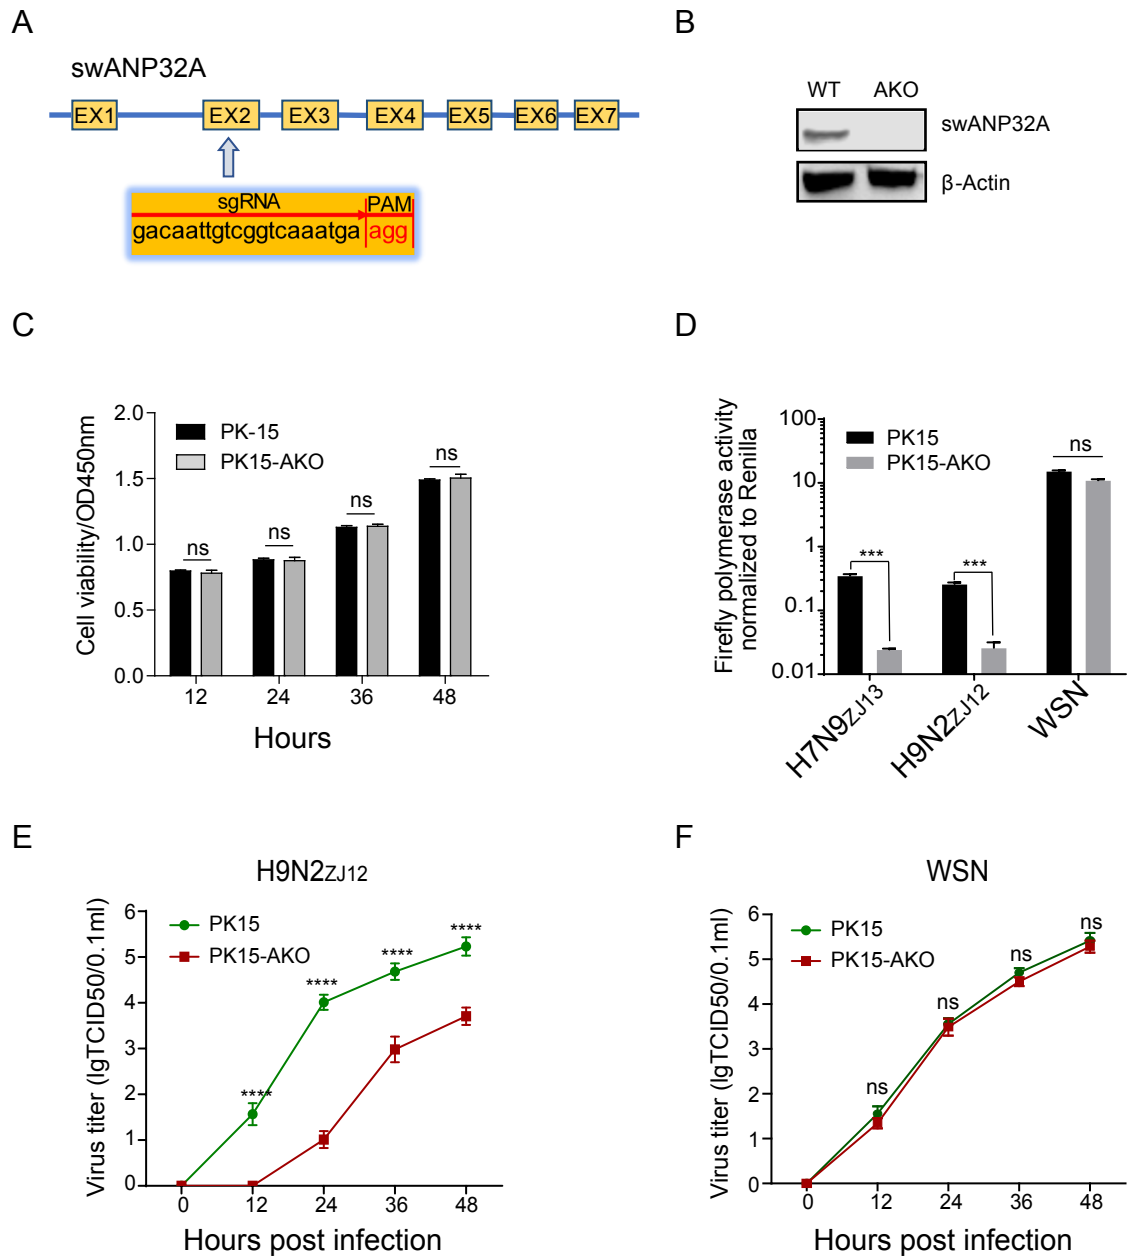 A
swANP32A
EX1 EX2 EX3 EX4 EX5 EX6 EX7
sgRNA PAM
gacaattgtcggtcaaatga agg
B
WT AKO
swANP32A
β-Actin
C
Cell viability/OD450nm
2.0
1.5
1.0
0.5
0.0
PK-15
PK15-AKO
ns ns ns ns
12 24 36 48
Hours
D
Firefly polymerase activity
normalized to Renilla
100
10
1
0.1
0.01
PK15
PK15-AKO
*** *** ns
H7N9ZJ13 H9N2ZJ12 WSN
E
H9N2ZJ12
Virus titer (lgTCID50/0.1ml)
6
5
4
3
2
1
0
PK15
PK15-AKO
**** **** **** ****
0 12 24 36 48
Hours post infection
F
WSN
Virus titer (lgTCID50/0.1ml)
6
5
4
3
2
1
0
PK15
PK15-AKO
ns ns ns ns
0 12 24 36 48
Hours post infection